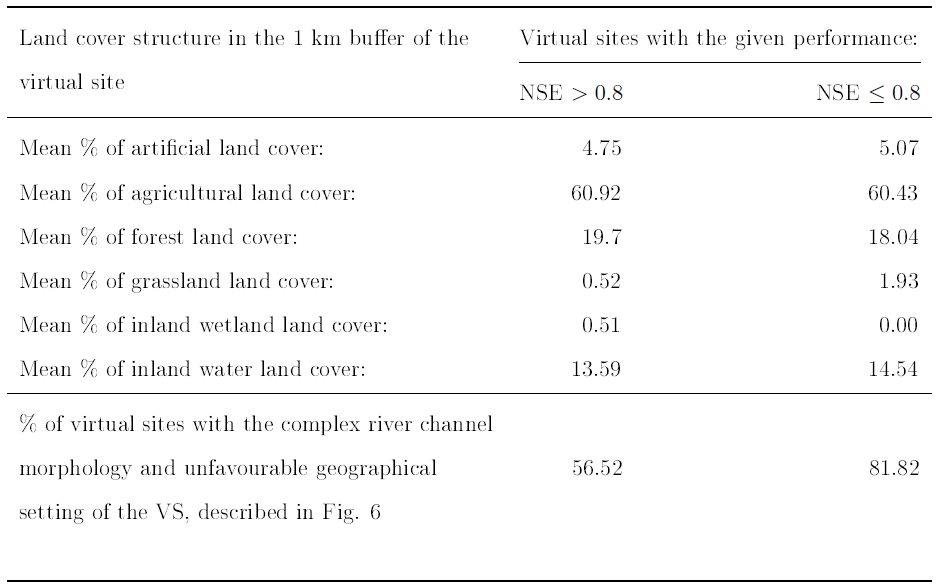 Land cover structure in the 1 km buffer of the virtual site
Virtual sites with the given performance:
NSE > 0.8 NSE ≤ 0.8
Mean % of artificial land cover: 4.75 5.07
Mean % of agricultural land cover: 60.92 60.43
Mean % of forest land cover: 19.7 18.04
Mean % of grassland land cover: 0.52 1.93
Mean % of inland wetland land cover: 0.51 0.00
Mean % of inland water land cover: 13.59 14.54
% of virtual sites with the complex river channel
morphology and unfavourable geographical 56.52 81.82
setting of the VS, described in Fig. 6